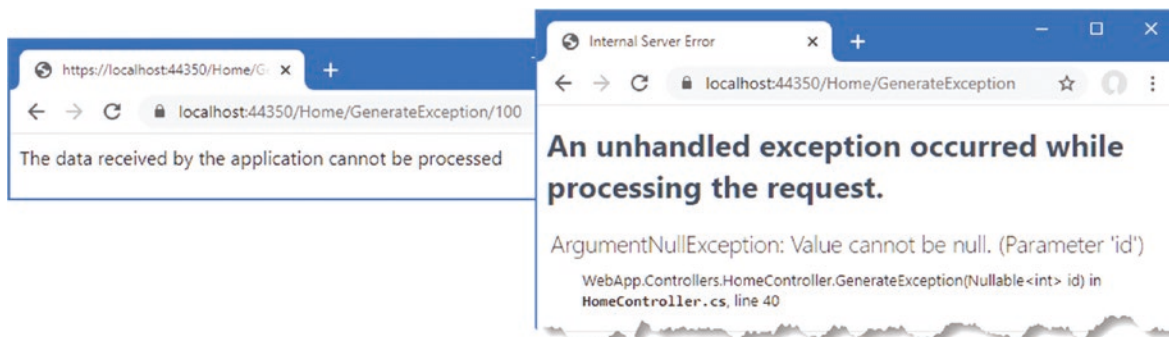 https://localhost:44350/Home/G
localhost:44350/Home/GenerateException/100
The data received by the application cannot be processed
Internal Server Error
localhost:44350/Home/GenerateException
An unhandled exception occurred while
processing the request.
ArgumentNullException: Value cannot be null. (Parameter 'id')
WebApp.Controllers.HomeController.GenerateException(Nullable<int> id) in
HomeController.cs, line 40